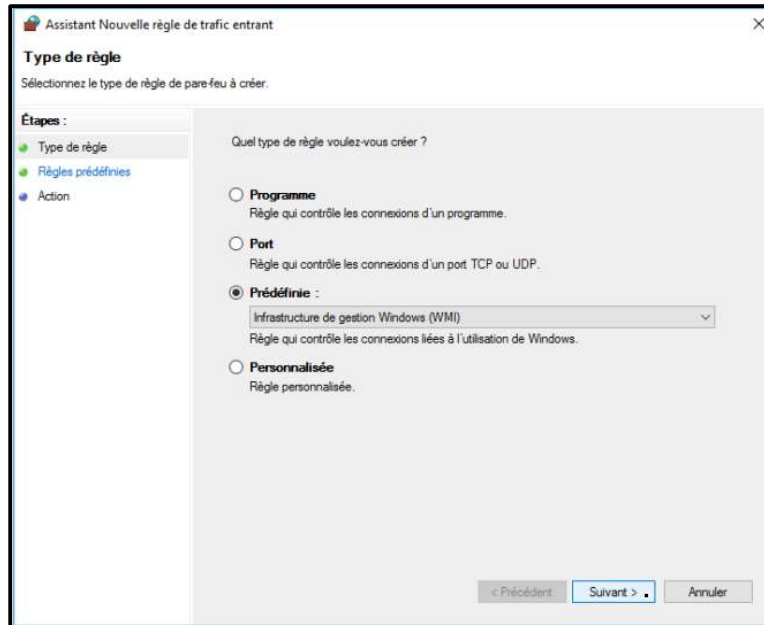 Assistant Nouvelle règle de trafic entrant
Type de règle
Sélectionnez le type de règle de pare-feu à créer.
Étapes :
Type de règle
Règles prédéfinies
Action
Quel type de règle voulez-vous créer ?
Programme
Règle qui contrôle les connexions d'un programme.
Port
Règle qui contrôle les connexions d'un port TCP ou UDP.
Prédéfinie :
Infrastructure de gestion Windows (WMI)
Règle qui contrôle les connexions liées à l'utilisation de Windows.
Personnalisée
Règle personnalisée.
< Précédent
Suivant >
Annuler